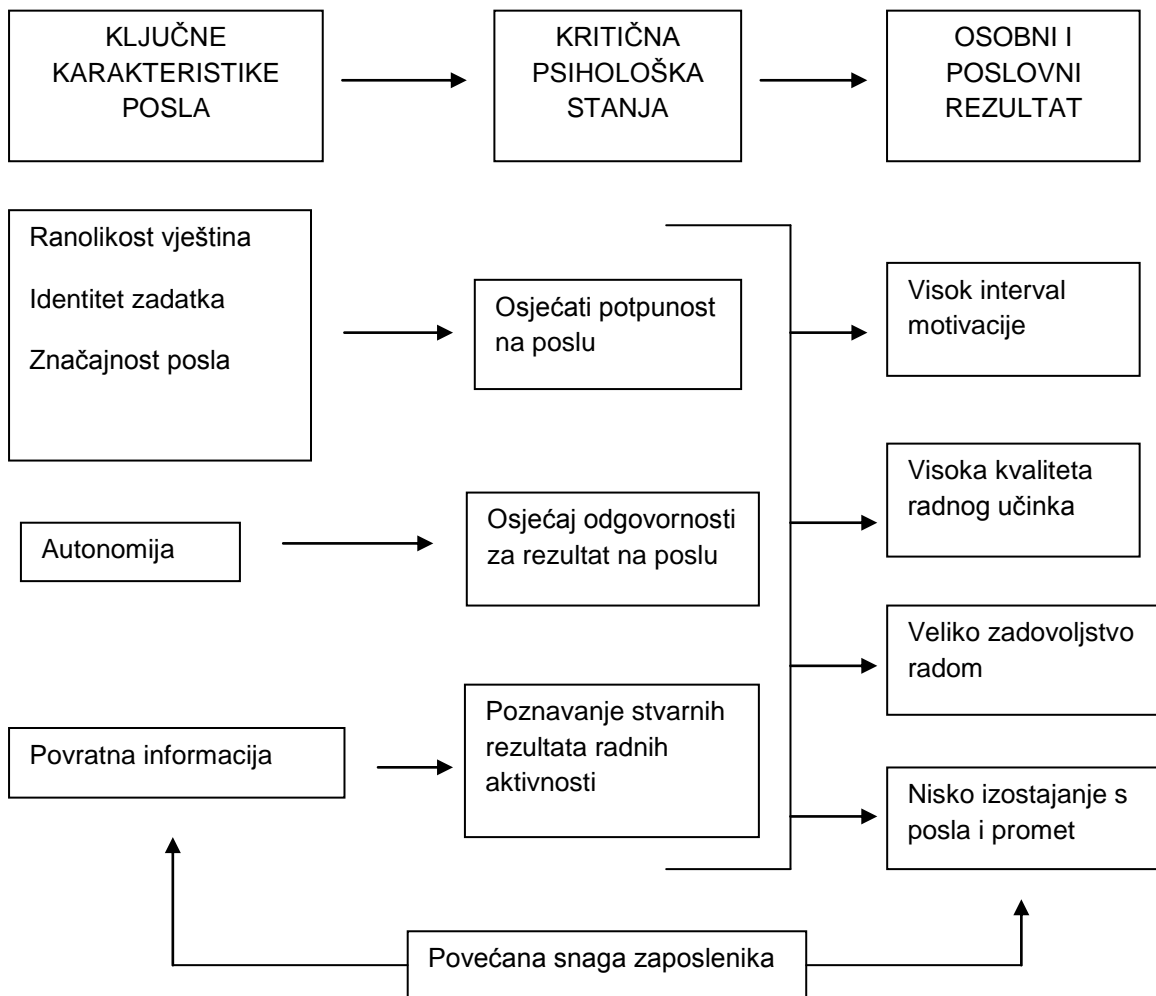 KLJUČNE
KARAKTERISTIKE
POSLA
KRITIČNA
PSIHOLOŠKA
STANJA
OSOBNI I
POSLOVNI
REZULTAT
Ranolikost vještina
Identitet zadatka
Značajnost posla
Osjećati potpunost
na poslu
Visok interval
motivacije
Autonomija
Osjećaj odgovornosti
za rezultat na poslu
Visoka kvaliteta
radnog učinka
Veliko zadovoljstvo
radom
Povratna informacija
Poznavanje stvarnih
rezultata radnih
aktivnosti
Nisko izostajanje s
posla i promet
Povećana snaga zaposlenika